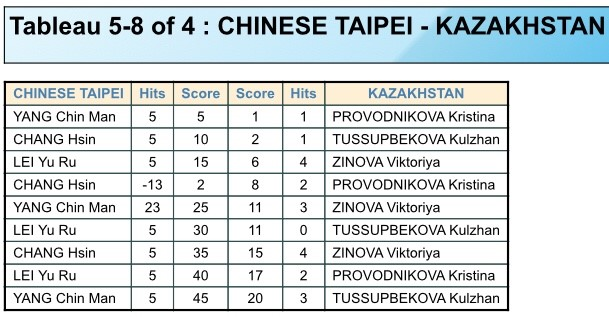 Tableau 5-8 of 4 : CHINESE TAIPEI - KAZAKHSTAN
CHINESE TAIPEI Hits Score Score Hits KAZAKHSTAN
YANG Chin Man 5 5 1 1 PROVODNIKOVA Kristina
CHANG Hsin 5 10 2 1 TUSSUPBEKOVA Kulzhan
LEI Yu Ru 5 15 6 4 ZINOVA Viktoriya
CHANG Hsin -13 2 8 2 PROVODNIKOVA Kristina
YANG Chin Man 23 25 11 3 ZINOVA Viktoriya
LEI Yu Ru 5 30 11 0 TUSSUPBEKOVA Kulzhan
CHANG Hsin 5 35 15 4 ZINOVA Viktoriya
LEI Yu Ru 5 40 17 2 PROVODNIKOVA Kristina
YANG Chin Man 5 45 20 3 TUSSUPBEKOVA Kulzhan